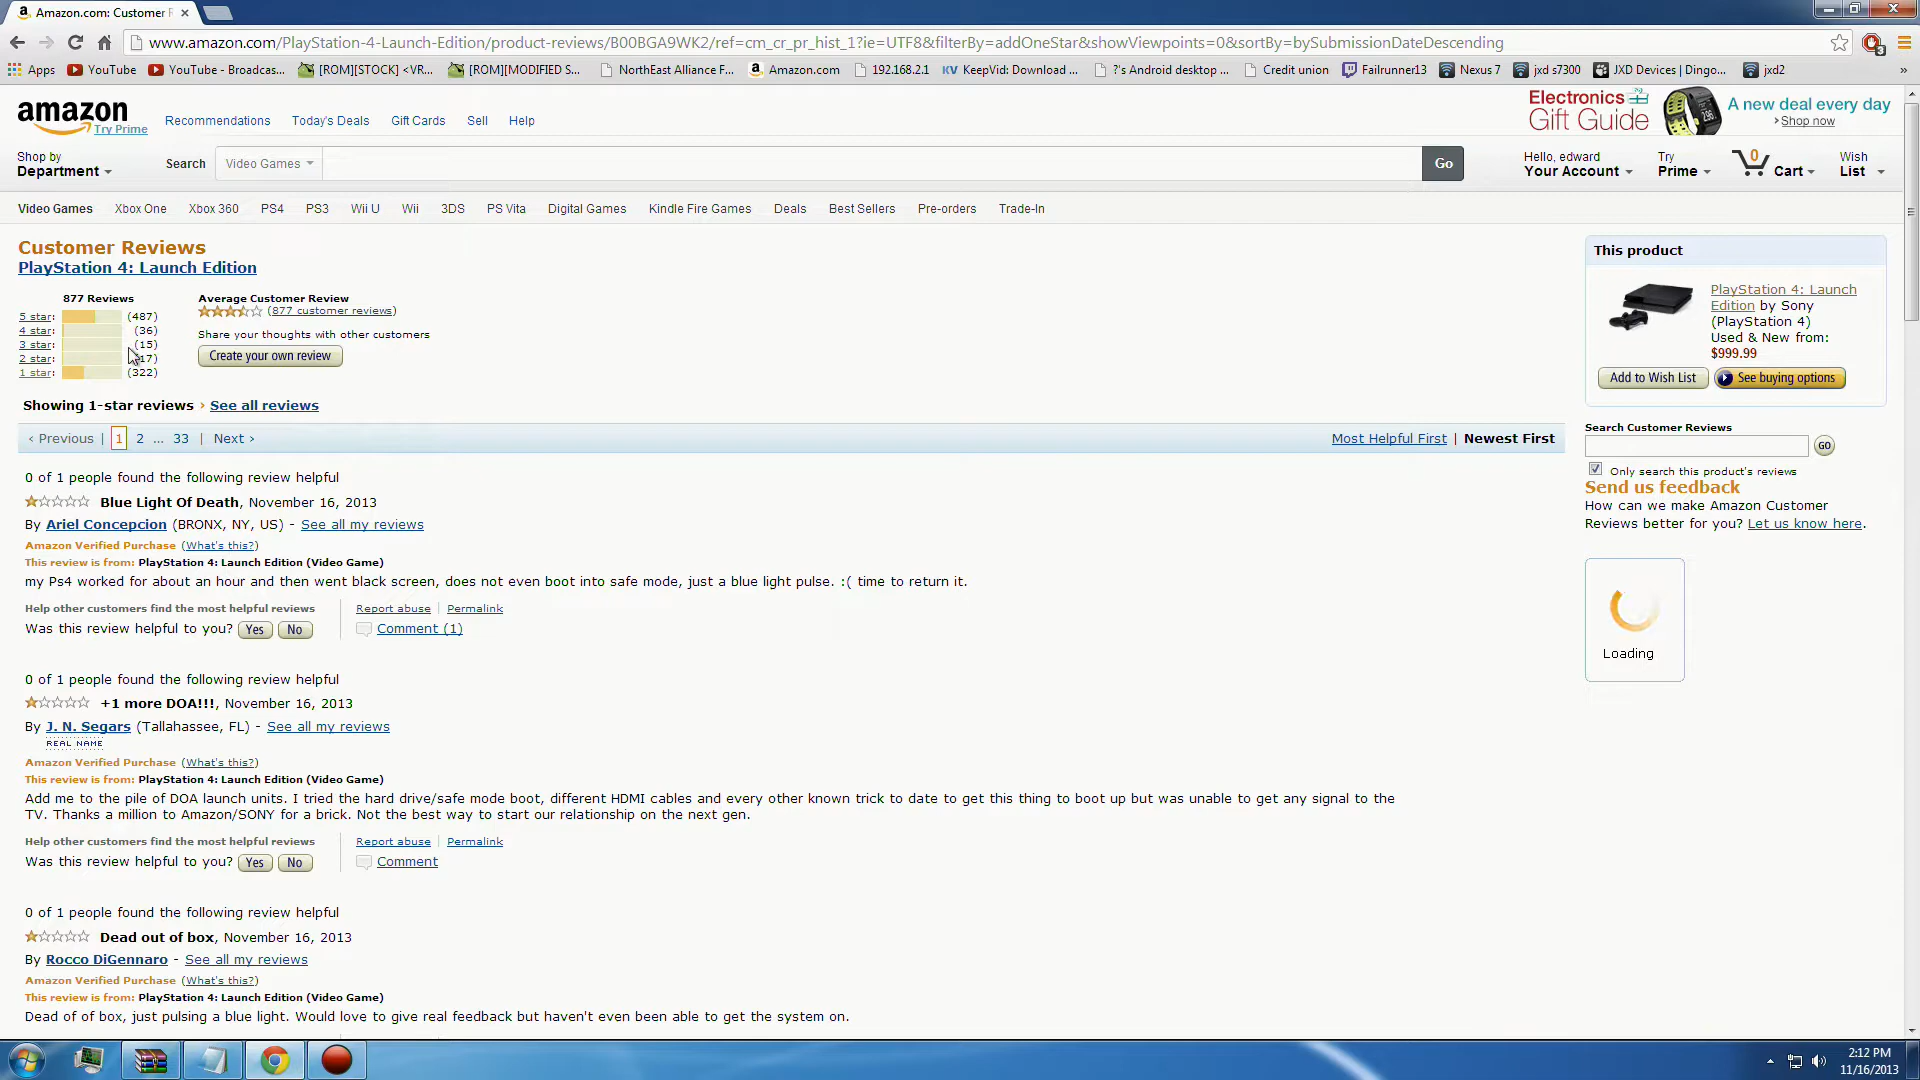 Amazon.com: Customer R
www.amazon.com/PlayStation-4-Launch-Edition/product-reviews/B00BGA9WK2/ref=cm_cr_pr_hist_1?ie=UTF8&filterBy=addOneStar&showViewpoints=0&sortBy=bySubmissionDateDescending
3
Apps YouTube YouTube - Broadcas... [ROM][STOCK] <VR... [ROM][MODIFIED S... NorthEast Alliance F... Amazon.com 192.168.2.1 KV KeepVid: Download ... ?'s Android desktop ... Credit union Failrunner13 Nexus 7 jxd s7300 JXD Devices | Dingo... jxd2 »
amazon
Try Prime
Recommendations Today's Deals Gift Cards Sell Help
Electronics
Gift Guide
A new deal every day
› Shop now
Shop by
Department
Search Video Games Go
Hello, edward
Your Account
Try
Prime
0
Cart
Wish
List
Video Games Xbox One Xbox 360 PS4 PS3 Wii U Wii 3DS PS Vita Digital Games Kindle Fire Games Deals Best Sellers Pre-orders Trade-In
Customer Reviews
PlayStation 4: Launch Edition
877 Reviews
5 star: (487)
4 star: (36)
3 star: (15)
2 star: 17)
1 star: (322)
Average Customer Review
(877 customer reviews)
Share your thoughts with other customers
Create your own review
This product
PlayStation 4: Launch
Edition by Sony
(PlayStation 4)
Used & New from:
$999.99
Add to Wish List See buying options
Showing 1-star reviews › See all reviews
‹ Previous | 1 2 ... 33 | Next ›
Most Helpful First | Newest First
Search Customer Reviews
GO
Only search this product's reviews
Send us feedback
How can we make Amazon Customer
Reviews better for you? Let us know here.
Loading
0 of 1 people found the following review helpful
Blue Light Of Death, November 16, 2013
By Ariel Concepcion (BRONX, NY, US) - See all my reviews
Amazon Verified Purchase (What's this?)
This review is from: PlayStation 4: Launch Edition (Video Game)
my Ps4 worked for about an hour and then went black screen, does not even boot into safe mode, just a blue light pulse. :( time to return it.
Help other customers find the most helpful reviews
Was this review helpful to you? Yes No
Report abuse | Permalink
Comment (1)
0 of 1 people found the following review helpful
+1 more DOA!!!, November 16, 2013
By J. N. Segars (Tallahassee, FL) - See all my reviews
REAL NAME
Amazon Verified Purchase (What's this?)
This review is from: PlayStation 4: Launch Edition (Video Game)
Add me to the pile of DOA launch units. I tried the hard drive/safe mode boot, different HDMI cables and every other known trick to date to get this thing to boot up but was unable to get any signal to the
TV. Thanks a million to Amazon/SONY for a brick. Not the best way to start our relationship on the next gen.
Help other customers find the most helpful reviews
Was this review helpful to you? Yes No
Report abuse | Permalink
Comment
0 of 1 people found the following review helpful
Dead out of box, November 16, 2013
By Rocco DiGennaro - See all my reviews
Amazon Verified Purchase (What's this?)
This review is from: PlayStation 4: Launch Edition (Video Game)
Dead of of box, just pulsing a blue light. Would love to give real feedback but haven't even been able to get the system on.
2:12 PM
11/16/2013